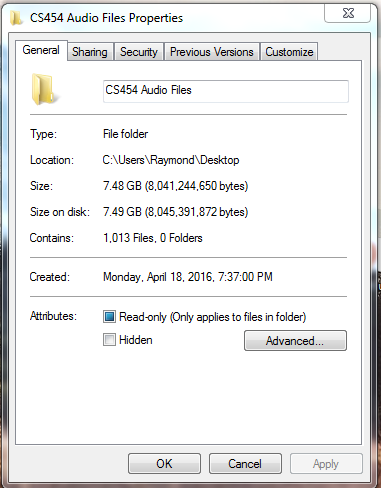 CS454 Audio Files Properties
General Sharing Security Previous Versions Customize
CS454 Audio Files
Type: File folder
Location: C:\Users\Raymond\Desktop
Size: 7.48 GB (8,041,244,650 bytes)
Size on disk: 7.49 GB (8,045,391,872 bytes)
Contains: 1,013 Files, 0 Folders
Created: Monday, April 18, 2016, 7:37:00 PM
Attributes: Read-only (Only applies to files in folder)
Hidden Advanced...
OK Cancel Apply